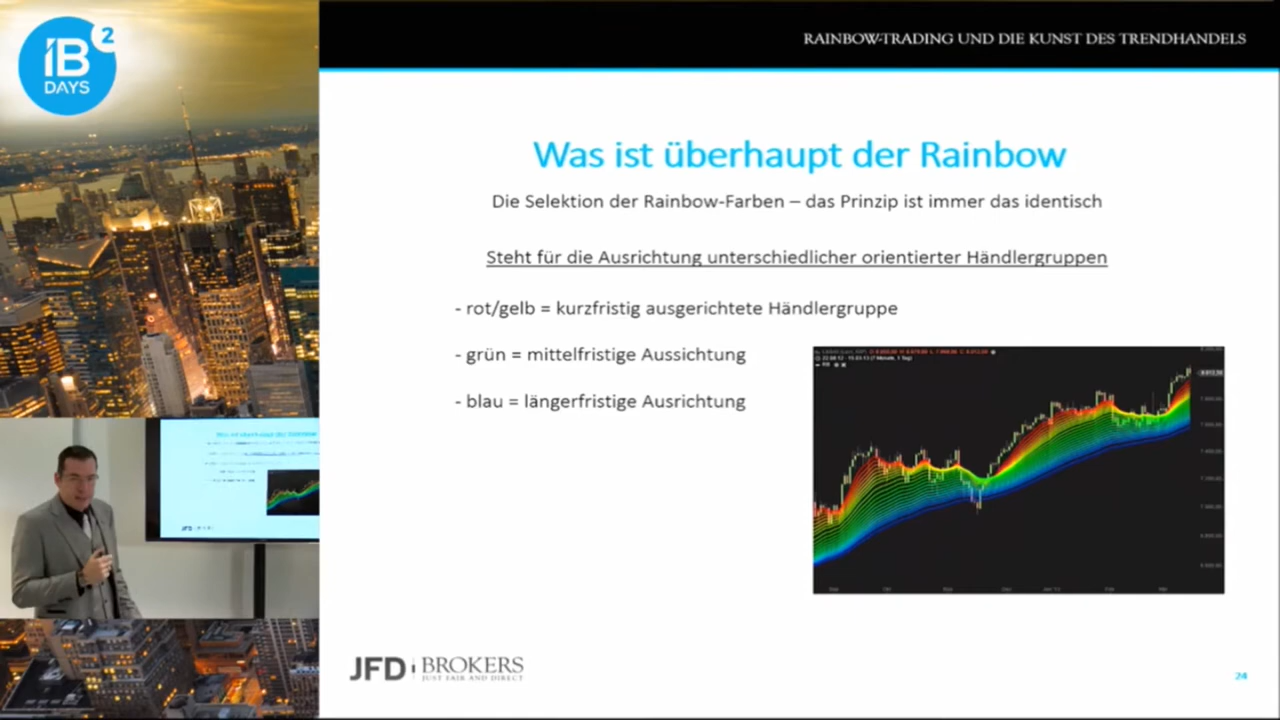 IB
2
DAYS
RAINBOW-TRADING UND DIE KUNST DES TRENDHANDELS
Was ist überhaupt der Rainbow
Die Selektion der Rainbow-Farben – das Prinzip ist immer das identisch
Steht für die Ausrichtung unterschiedlicher orientierter Händlergruppen
- rot/gelb = kurzfristig ausgerichtete Händlergruppe
- grün = mittelfristige Aussichtung
- blau = längerfristige Ausrichtung
JFD BROKERS
JUST FAIR AND DIRECT
24